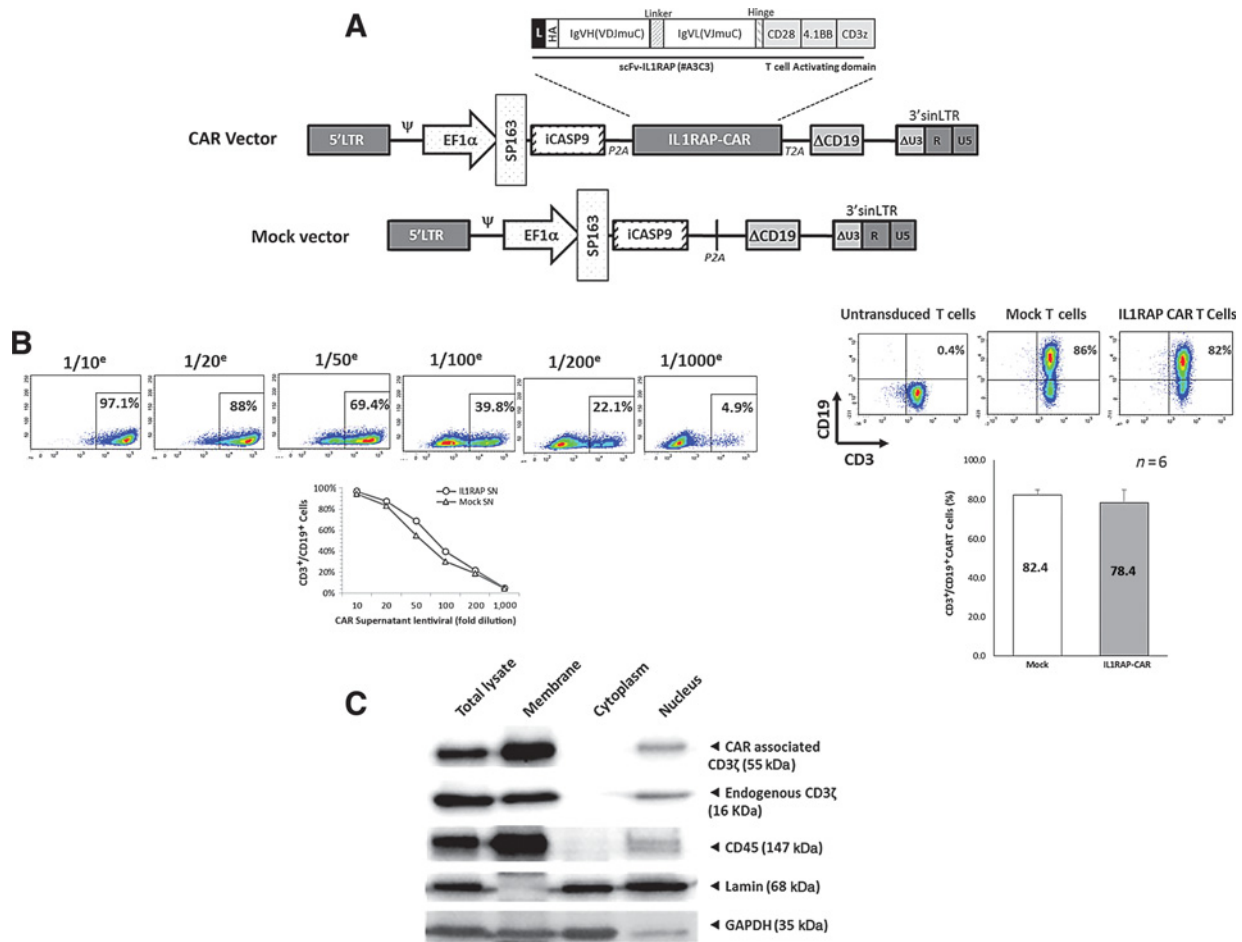 A
Linker
Hinge
L
HA
IgVH(VDJmuC)
IgVL(VJmuC)
CD28
4.1BB
CD3z
scFv-IL1RAP (#A3C3)
T cell Activating domain
CAR Vector
5'LTR
Ψ
EF1α
SP163
iCASP9
P2A
IL1RAP-CAR
T2A
ΔCD19
3'sinLTR
ΔU3
R
U5
Mock vector
5'LTR
Ψ
EF1α
SP163
iCASP9
P2A
ΔCD19
3'sinLTR
ΔU3
R
U5
B
1/10e
1/20e
1/50e
1/100e
1/200e
1/1000e
97.1%
88%
69.4%
39.8%
22.1%
4.9%
100%
80%
60%
40%
20%
0%
CD3+/CD19+ Cells
IL1RAP SN
Mock SN
10
20
50
100
200
1,000
CAR Supernatant lentiviral (fold dilution)
Untransduced T cells
Mock T cells
IL1RAP CAR T Cells
0.4%
86%
82%
CD19
CD3
n = 6
CD3+/CD19+CART Cells (%)
100.0
80.0
60.0
40.0
20.0
0.0
82.4
78.4
Mock
IL1RAP-CAR
C
Total lysate
Membrane
Cytoplasm
Nucleus
◄ CAR associated
CD3ζ (55 kDa)
◄ Endogenous CD3ζ
(16 KDa)
◄ CD45 (147 kDa)
◄ Lamin (68 kDa)
◄ GAPDH (35 kDa)